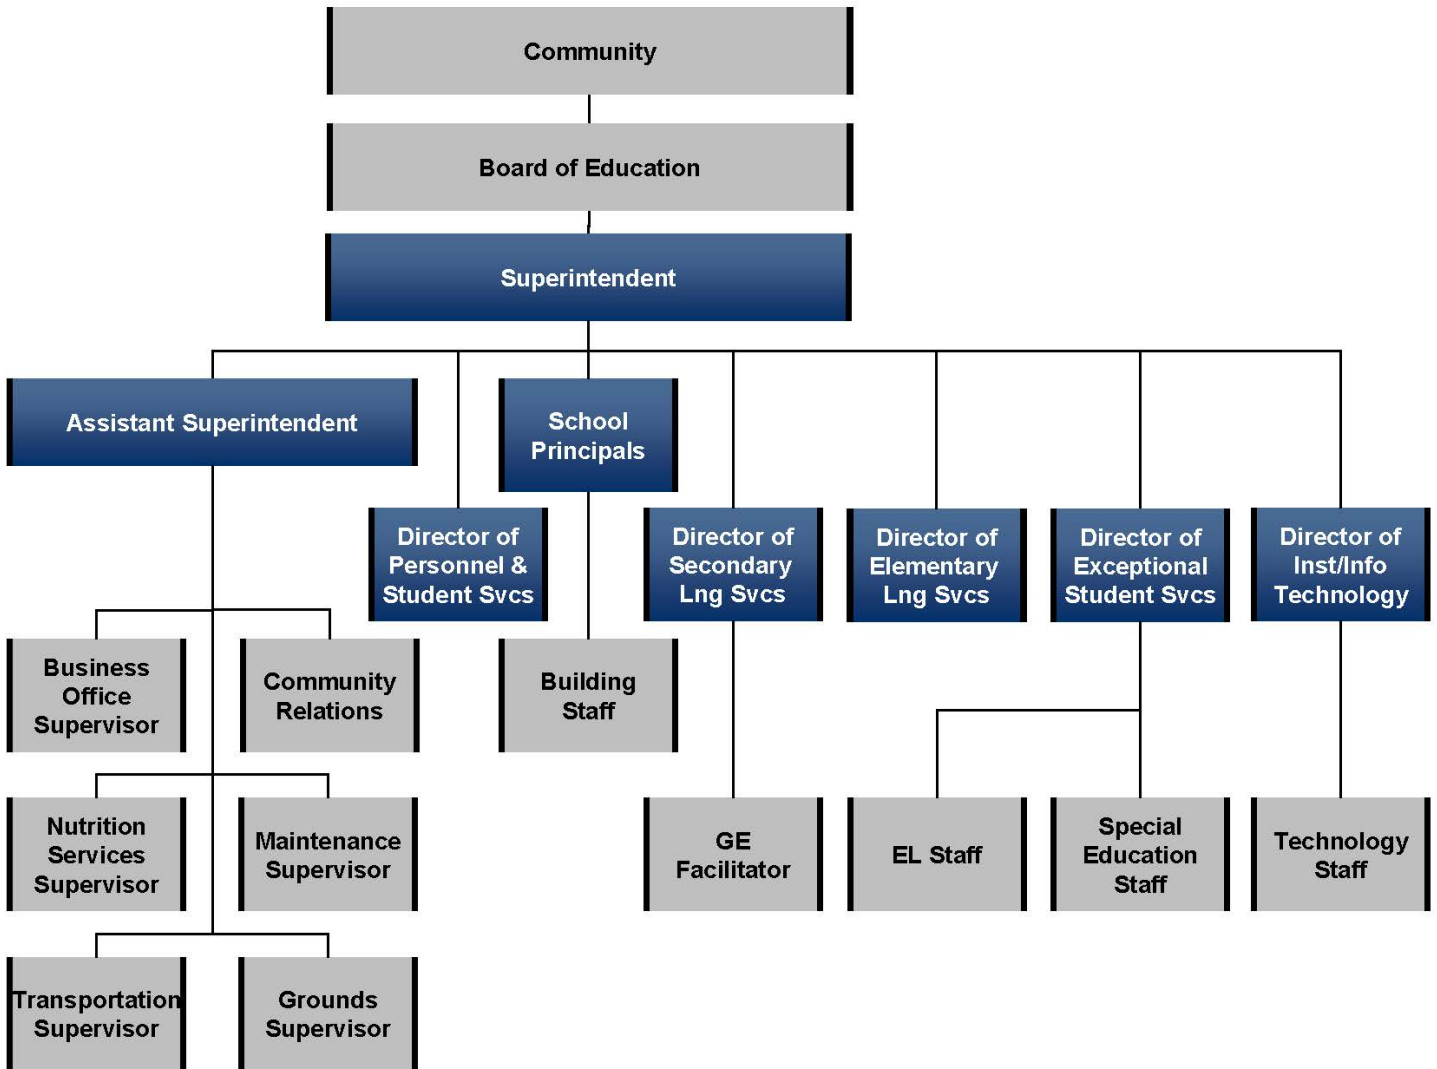 Community
Board of Education
Superintendent
Assistant Superintendent
School
Principals
Director of
Personnel &
Student Svcs
Director of
Secondary
Lng Svcs
Director of
Elementary
Lng Svcs
Director of
Exceptional
Student Svcs
Director of
Inst/Info
Technology
Business
Office
Supervisor
Community
Relations
Building
Staff
Nutrition
Services
Supervisor
Maintenance
Supervisor
GE
Facilitator
EL Staff
Special
Education
Staff
Technology
Staff
Transportation
Supervisor
Grounds
Supervisor